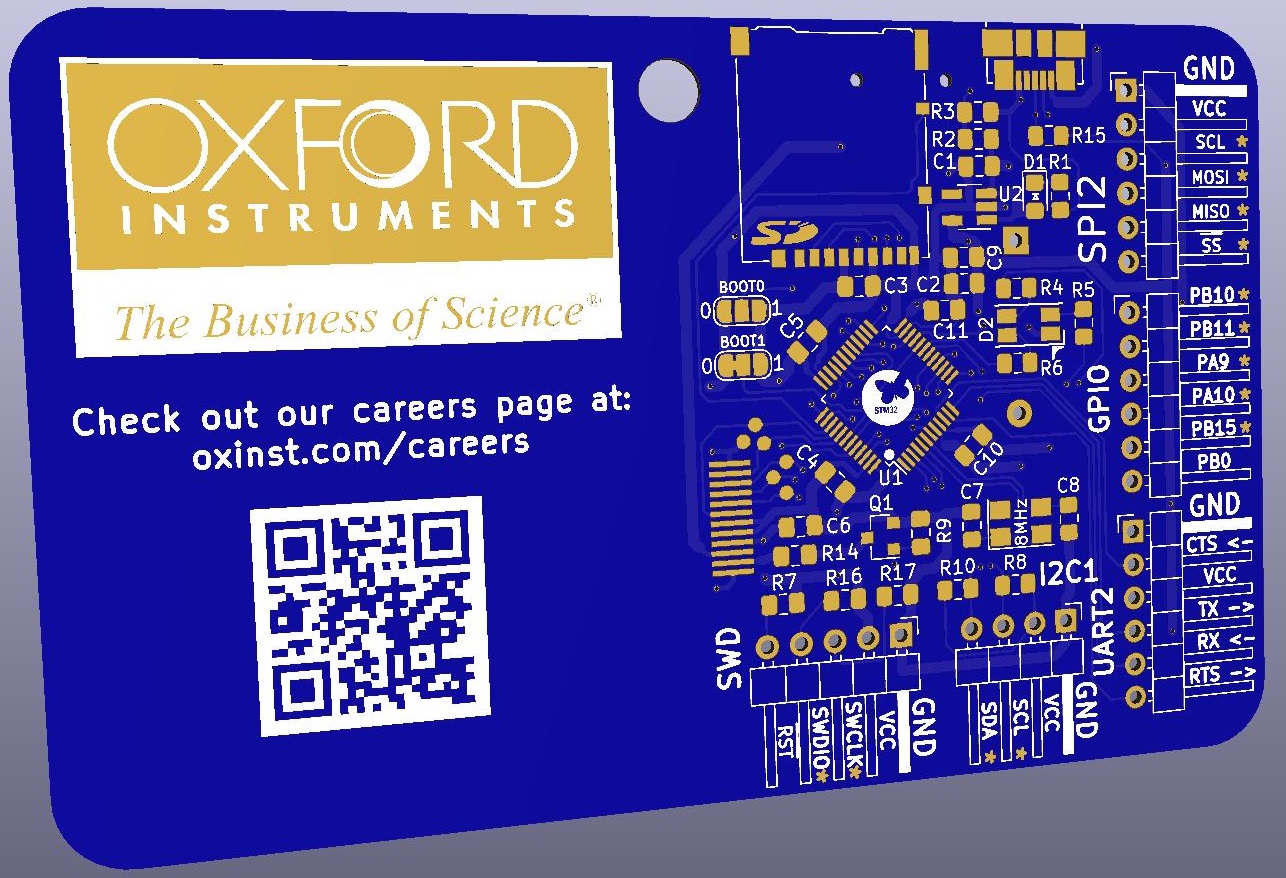 OXFORD
INSTRUMENTS
The Business of Science®
Check out our careers page at:
oxinst.com/careers
R3
R2
C1
R15
D1 R1
U2
C9
C3 C2
C11
R4 R5
D2
R6
BOOT0
0 1
BOOT1
0 1
C5
STM32
U1
C10
C4
Q1
C6
R14
R9
C7
8MHz
C8
R7 R16 R17 R10 R8
SPI2
GND
VCC
SCL *
MOSI *
MISO *
SS *
GPIO
PB10 *
PB11 *
PA9 *
PA10 *
PB15 *
PB0
UART2
GND
CTS <-
VCC
TX ->
RX <-
RTS ->
SWD
RST
SWDIO*
SWCLK*
VCC
GND
I2C1
SDA*
SCL*
VCC
GND
SD